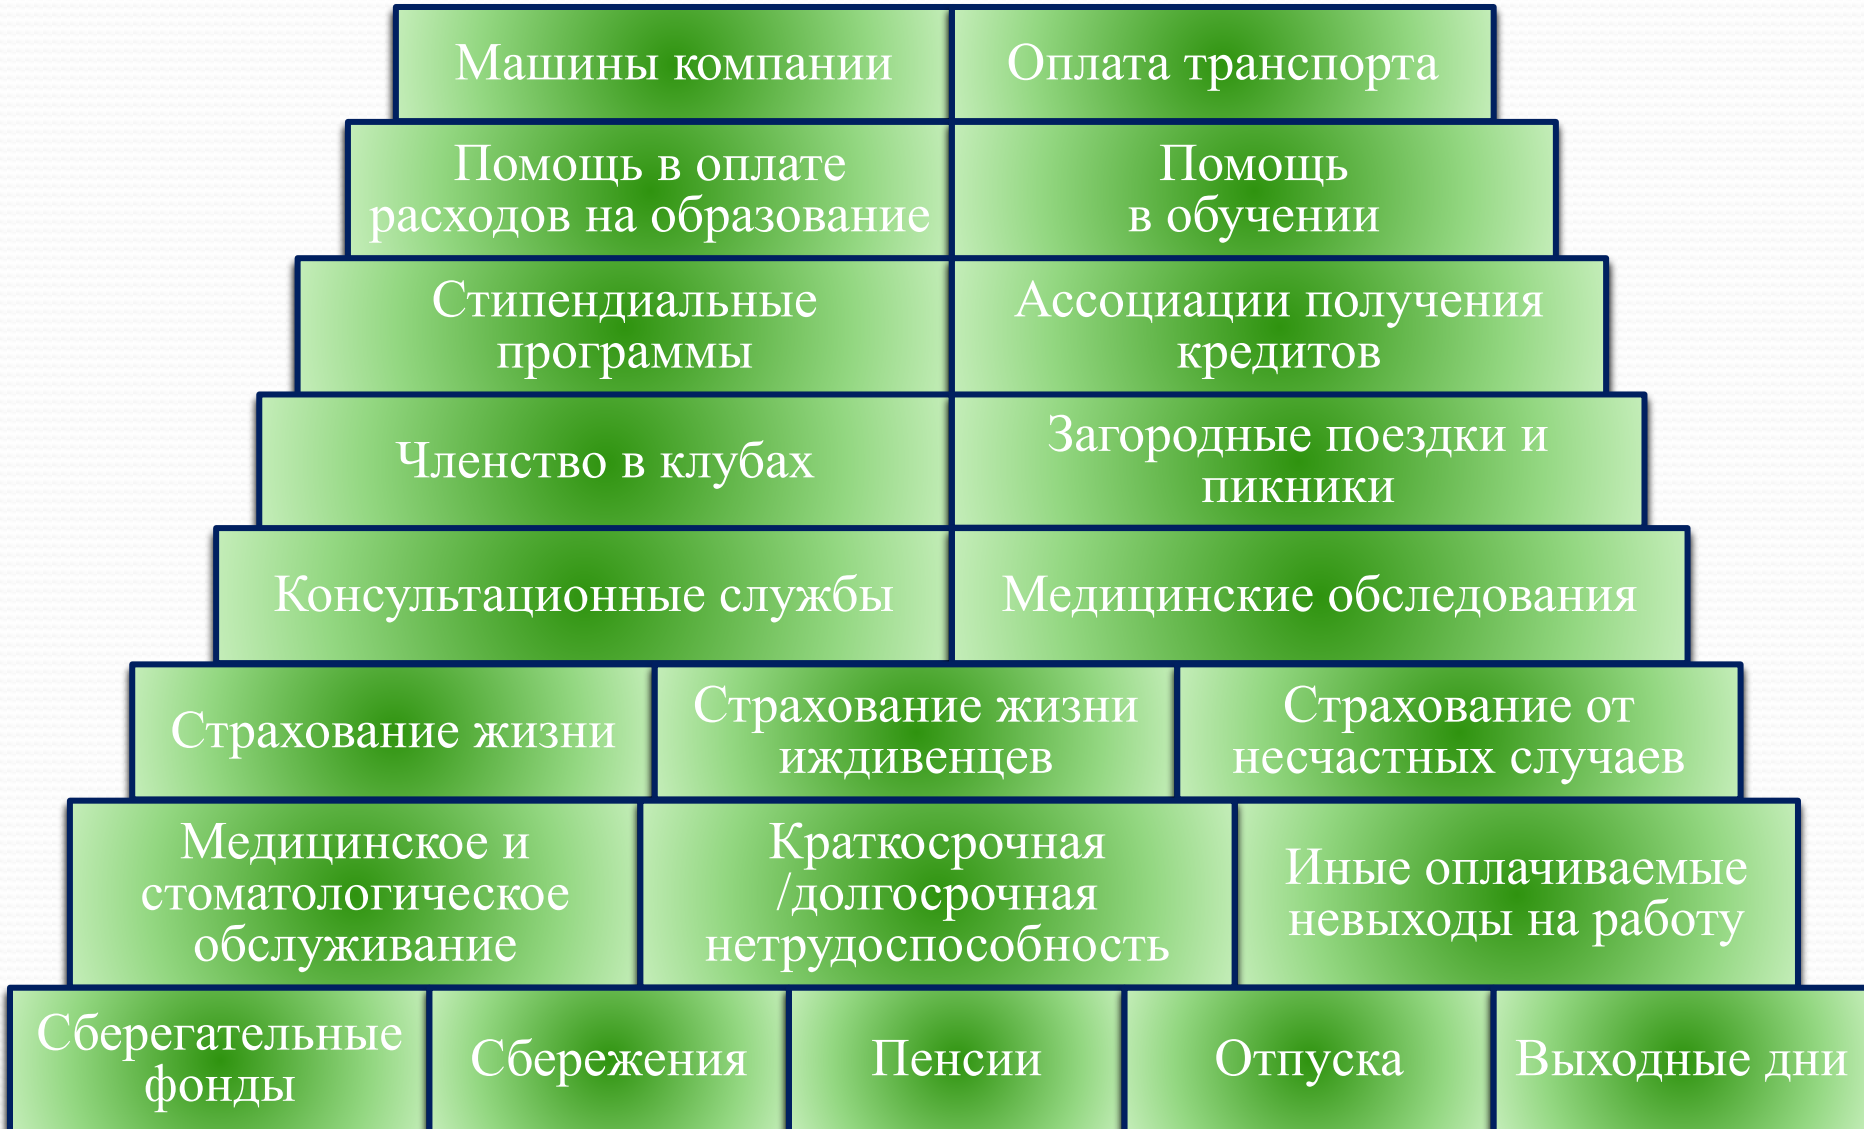 Машины компании
Оплата транспорта
Помощь в оплате
расходов на образование
Помощь
в обучении
Стипендиальные
программы
Ассоциации получения
кредитов
Членство в клубах
Загородные поездки и
пикники
Консультационные службы
Медицинские обследования
Страхование жизни
Страхование жизни
иждивенцев
Страхование от
несчастных случаев
Медицинское и
стоматологическое
обслуживание
Краткосрочная
/долгосрочная
нетрудоспособность
Иные оплачиваемые
невыходы на работу
Сберегательные
фонды
Сбережения
Пенсии
Отпуска
Выходные дни